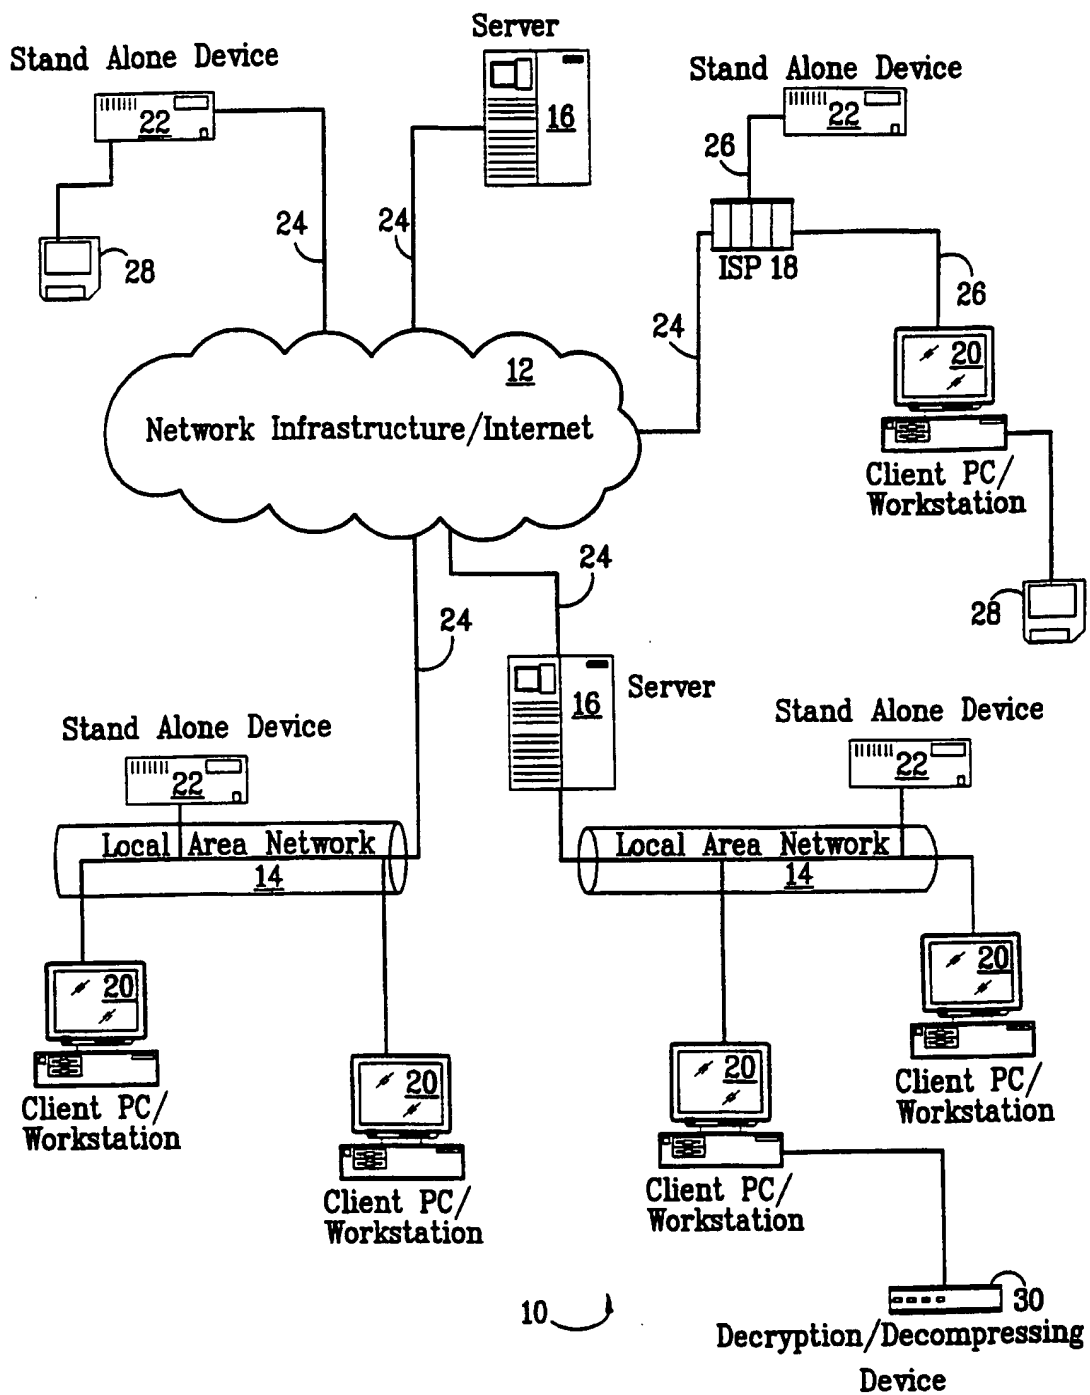 Server
Stand Alone Device
22
16
Stand Alone Device
22
26
24
24
28
ISP 18
26
24
20
12
Network Infrastructure/Internet
Client PC/
Workstation
24
28
24
16
Server
Stand Alone Device
22
Stand Alone Device
22
Local Area Network
14
Local Area Network
14
20
20
Client PC/
Workstation
20
Client PC/
Workstation
20
Client PC/
Workstation
Client PC/
Workstation
10
30
Decryption/Decompressing
Device